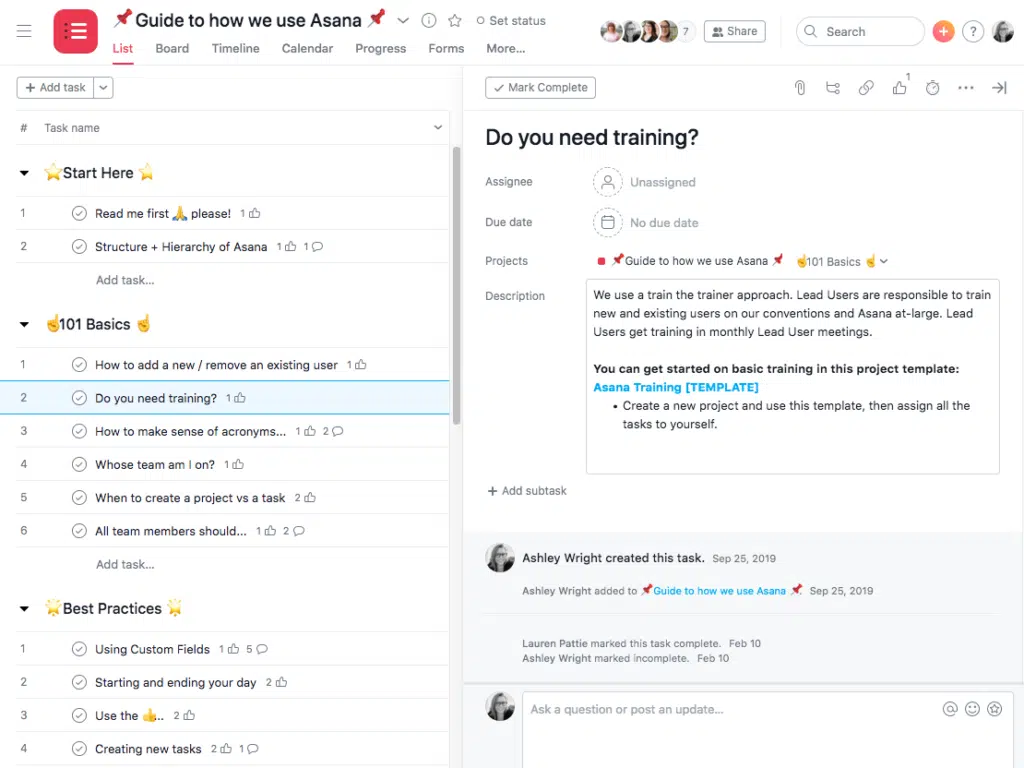 📌Guide to how we use Asana📌
Set status
List Board Timeline Calendar Progress Forms More...
7
Share
Search
?
+ Add task
Mark Complete
1
# Task name
⭐Start Here⭐
1 Read me first 🙏 please! 1
2 Structure + Hierarchy of Asana 1 1
Add task...
☝101 Basics☝
1 How to add a new / remove an existing user 1
2 Do you need training? 1
3 How to make sense of acronyms... 1 2
4 Whose team am I on? 1
5 When to create a project vs a task 2
6 All team members should... 1 2
Add task...
🌟Best Practices🌟
1 Using Custom Fields 1 5
2 Starting and ending your day 2
3 Use the 👍.. 2
4 Creating new tasks 2 1
Do you need training?
Assignee Unassigned
Due date No due date
Projects 📌Guide to how we use Asana📌 ☝101 Basics☝
Description
We use a train the trainer approach. Lead Users are responsible to train
new and existing users on our conventions and Asana at-large. Lead
Users get training in monthly Lead User meetings.
You can get started on basic training in this project template:
Asana Training [TEMPLATE]
• Create a new project and use this template, then assign all the
tasks to yourself.
+ Add subtask
Ashley Wright created this task. Sep 25, 2019
Ashley Wright added to 📌Guide to how we use Asana📌. Sep 25, 2019
Lauren Pattie marked this task complete. Feb 10
Ashley Wright marked incomplete. Feb 10
Ask a question or post an update...